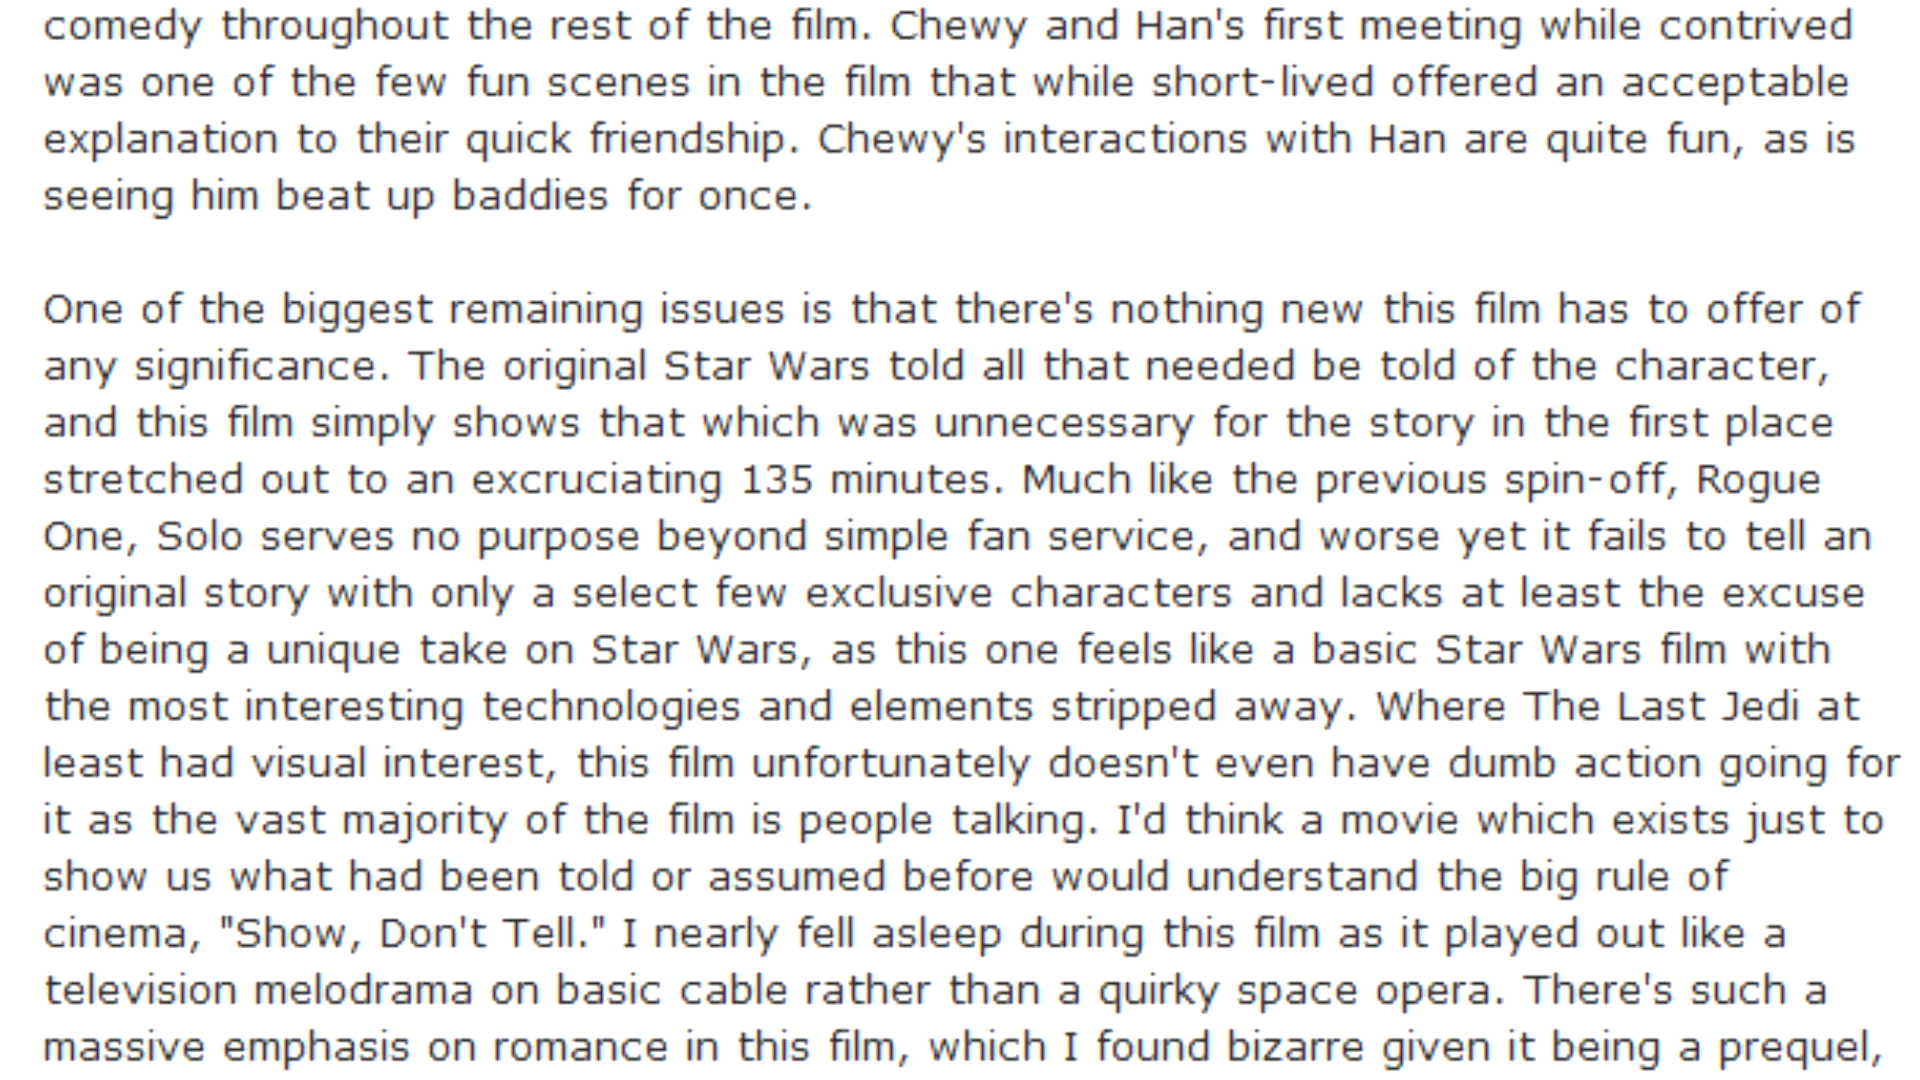 comedy throughout the rest of the film. Chewy and Han's first meeting while contrived
was one of the few fun scenes in the film that while short-lived offered an acceptable
explanation to their quick friendship. Chewy's interactions with Han are quite fun, as is
seeing him beat up baddies for once.
One of the biggest remaining issues is that there's nothing new this film has to offer of
any significance. The original Star Wars told all that needed be told of the character,
and this film simply shows that which was unnecessary for the story in the first place
stretched out to an excruciating 135 minutes. Much like the previous spin-off, Rogue
One, Solo serves no purpose beyond simple fan service, and worse yet it fails to tell an
original story with only a select few exclusive characters and lacks at least the excuse
of being a unique take on Star Wars, as this one feels like a basic Star Wars film with
the most interesting technologies and elements stripped away. Where The Last Jedi at
least had visual interest, this film unfortunately doesn't even have dumb action going for
it as the vast majority of the film is people talking. I'd think a movie which exists just to
show us what had been told or assumed before would understand the big rule of
cinema, "Show, Don't Tell." I nearly fell asleep during this film as it played out like a
television melodrama on basic cable rather than a quirky space opera. There's such a
massive emphasis on romance in this film, which I found bizarre given it being a prequel,